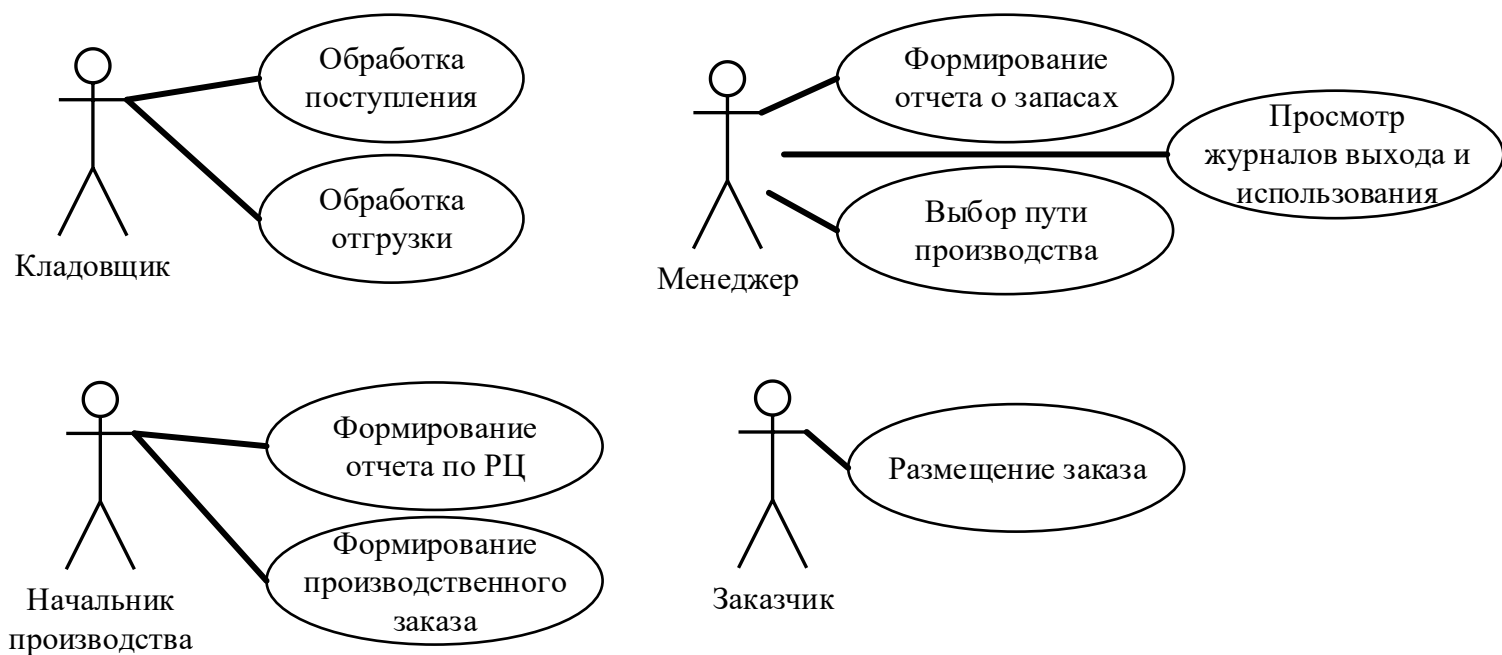 Обработка
поступления
Обработка
отгрузки
Кладовщик
Формирование
отчета о запасах
Просмотр
журналов выхода и
использования
Выбор пути
производства
Менеджер
Формирование
отчета по РЦ
Формирование
производственного
заказа
Начальник
производства
Размещение заказа
Заказчик